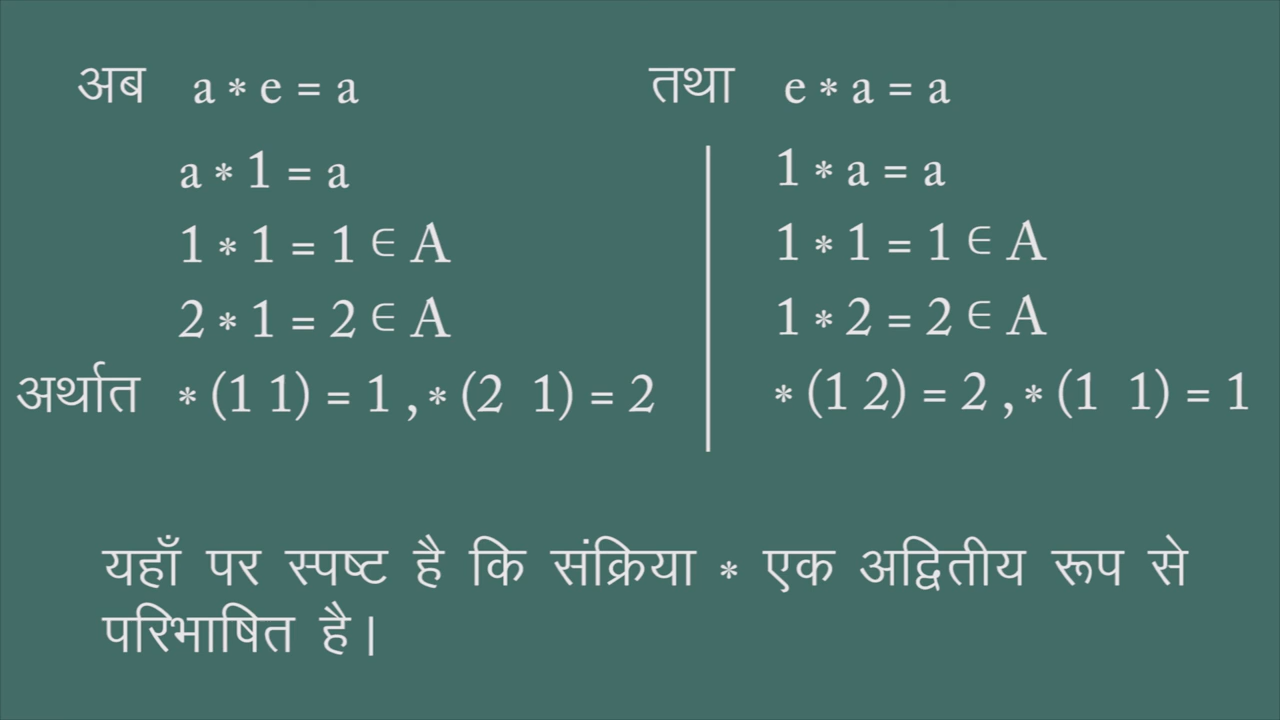 अब a * e = a तथा e * a = a
a * 1 = a
1 * 1 = 1 ∈ A
2 * 1 = 2 ∈ A
अर्थात * (1 1) = 1 , * (2 1) = 2
1 * a = a
1 * 1 = 1 ∈ A
1 * 2 = 2 ∈ A
* (1 2) = 2 , * (1 1) = 1
यहाँ पर स्पष्ट है कि संक्रिया * एक अद्वितीय रूप से
परिभाषित है |